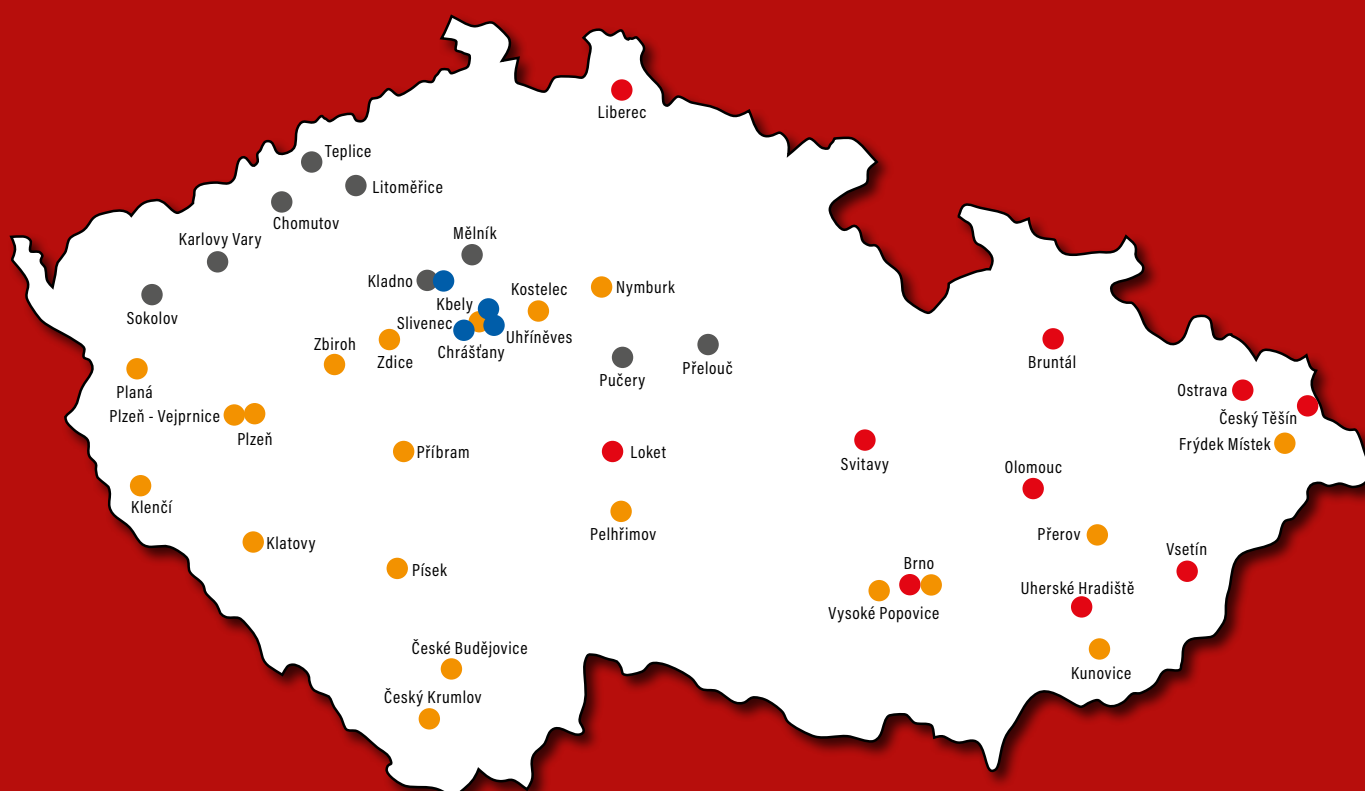 Liberec
Teplice
Litoměřice
Chomutov
Mělník
Karlovy Vary
Kladno
Kostelec
Nymburk
Kbely
Sokolov
Slivenec
Uhříněves
Zbiroh
Chrášťany
Zdice
Bruntál
Přelouč
Pučery
Planá
Ostrava
Plzeň - Vejprnice
Český Těšín
Plzeň
Frýdek Místek
Příbram
Loket
Svitavy
Olomouc
Klenčí
Pelhřimov
Přerov
Klatovy
Vsetín
Brno
Písek
Uherské Hradiště
Vysoké Popovice
České Budějovice
Kunovice
Český Krumlov